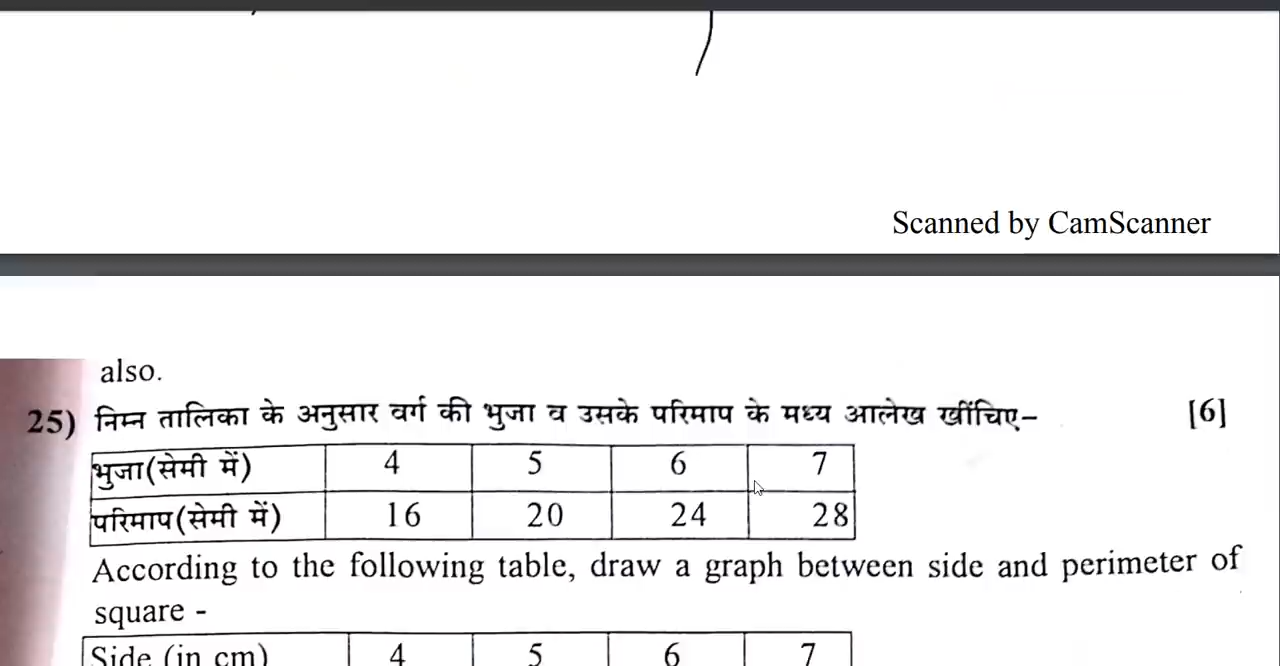 Scanned by CamScanner
also.
25) निम्न तालिका के अनुसार वर्ग की भुजा व उसके परिमाप के मध्य आलेख खींचिए– [6]
भुजा(सेमी में) 4 5 6 7
परिमाप(सेमी में) 16 20 24 28
According to the following table, draw a graph between side and perimeter of
square -
Side (in cm) 4 5 6 7